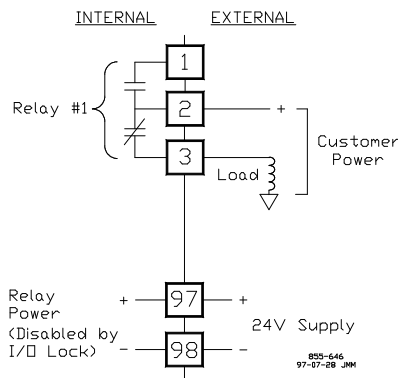 INTERNAL EXTERNAL
1
Relay #1
2 +
Customer
Power
3
Load
Relay
Power
(Disabled by
I/O Lock)
+ 97 +
24V Supply
- 98 -
855-646
97-07-28 JMM